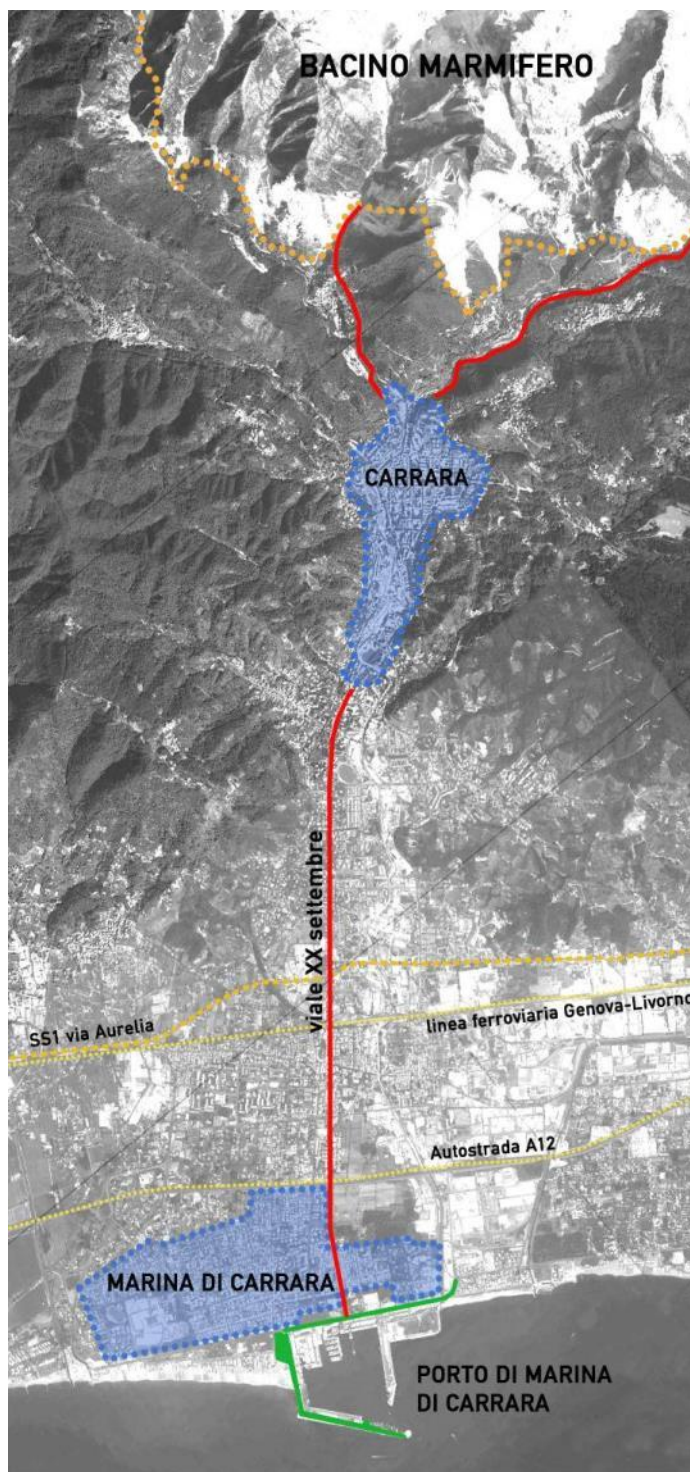 BACINO MARMIFERO
CARRARA
viale XX settembre
SS1 via Aurelia
linea ferroviaria Genova-Livorno
Autostrada A12
MARINA DI CARRARA
PORTO DI MARINA
DI CARRARA